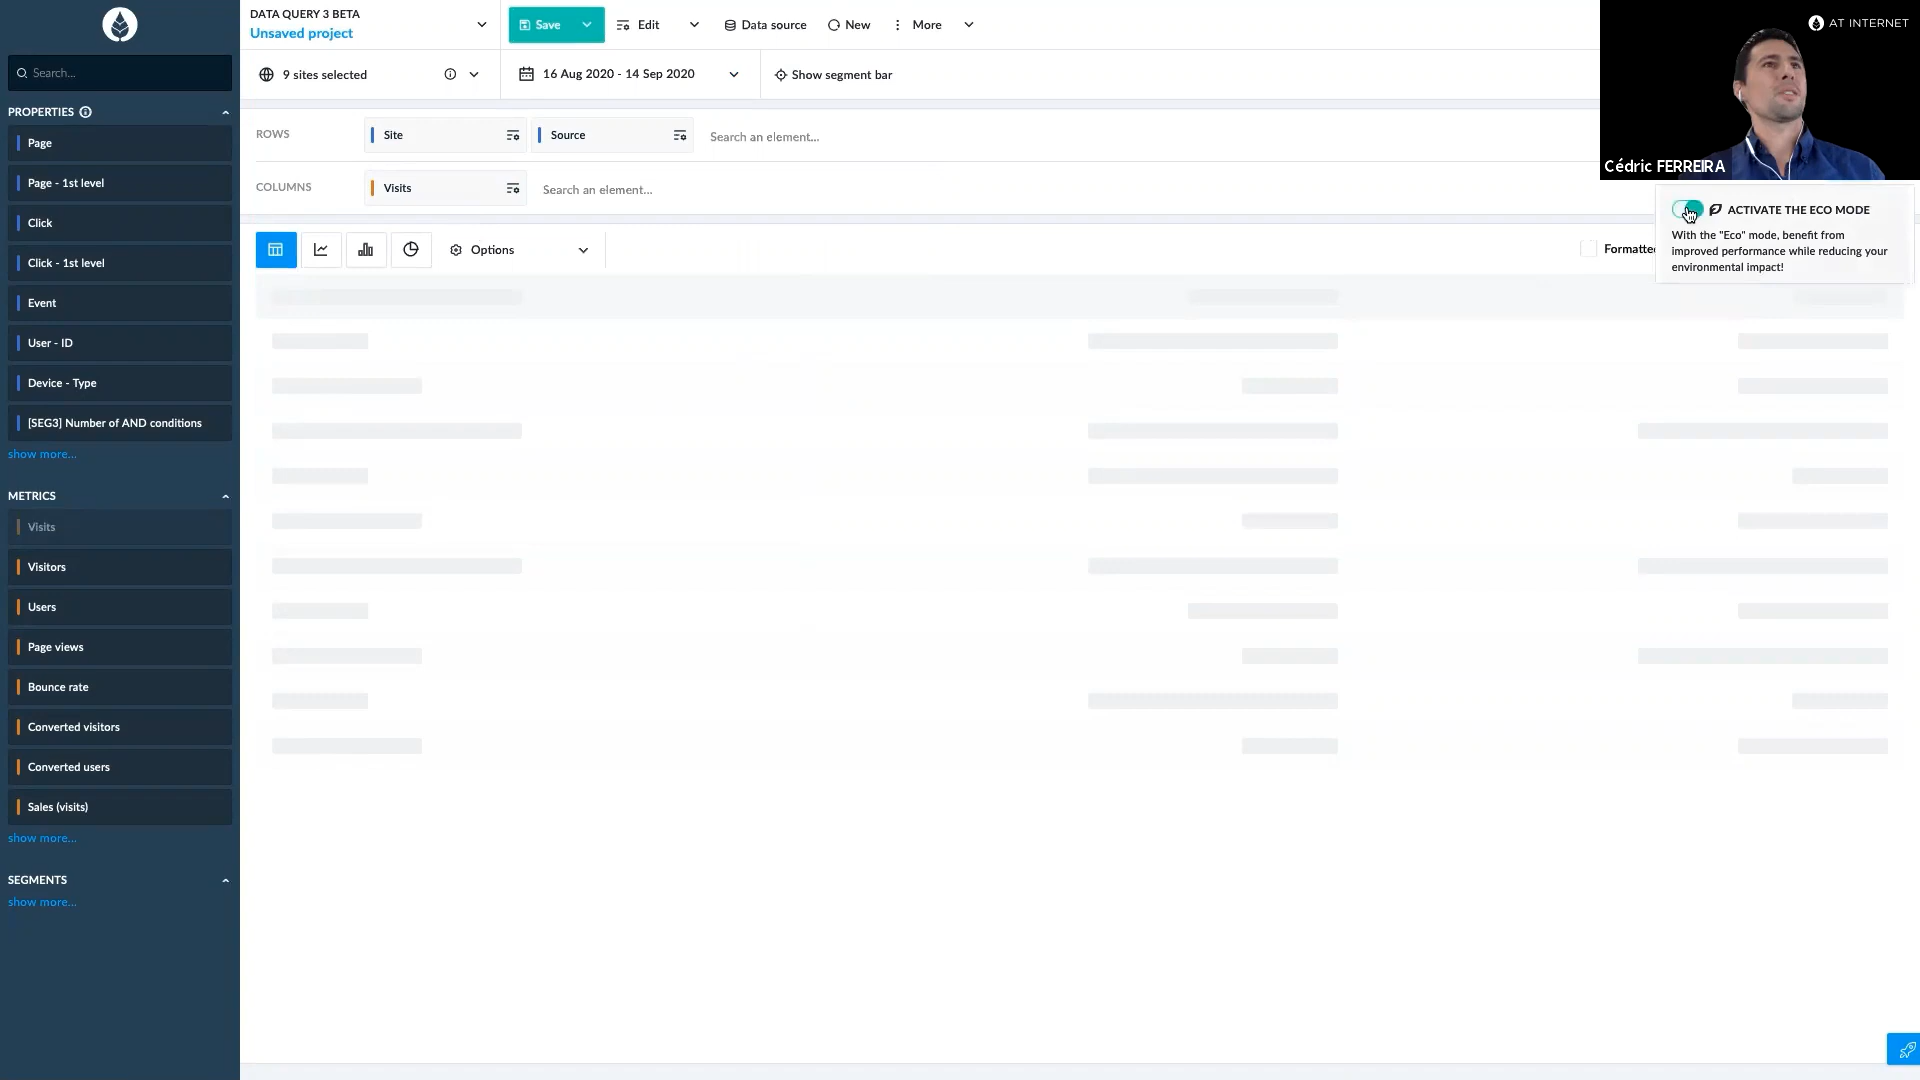 DATA QUERY 3 BETA
Unsaved project
Save
Edit
Data source
New
More
AT INTERNET
Search...
9 sites selected
16 Aug 2020 - 14 Sep 2020
Show segment bar
PROPERTIES
ROWS
Site
Source
Search an element...
Page
Cédric FERREIRA
Page - 1st level
COLUMNS
Visits
Search an element...
ACTIVATE THE ECO MODE
With the "Eco" mode, benefit from
improved performance while reducing your
environmental impact!
Click
Options
Formatte
Click - 1st level
Event
User - ID
Device - Type
[SEG3] Number of AND conditions
show more...
METRICS
Visits
Visitors
Users
Page views
Bounce rate
Converted visitors
Converted users
Sales (visits)
show more...
SEGMENTS
show more...